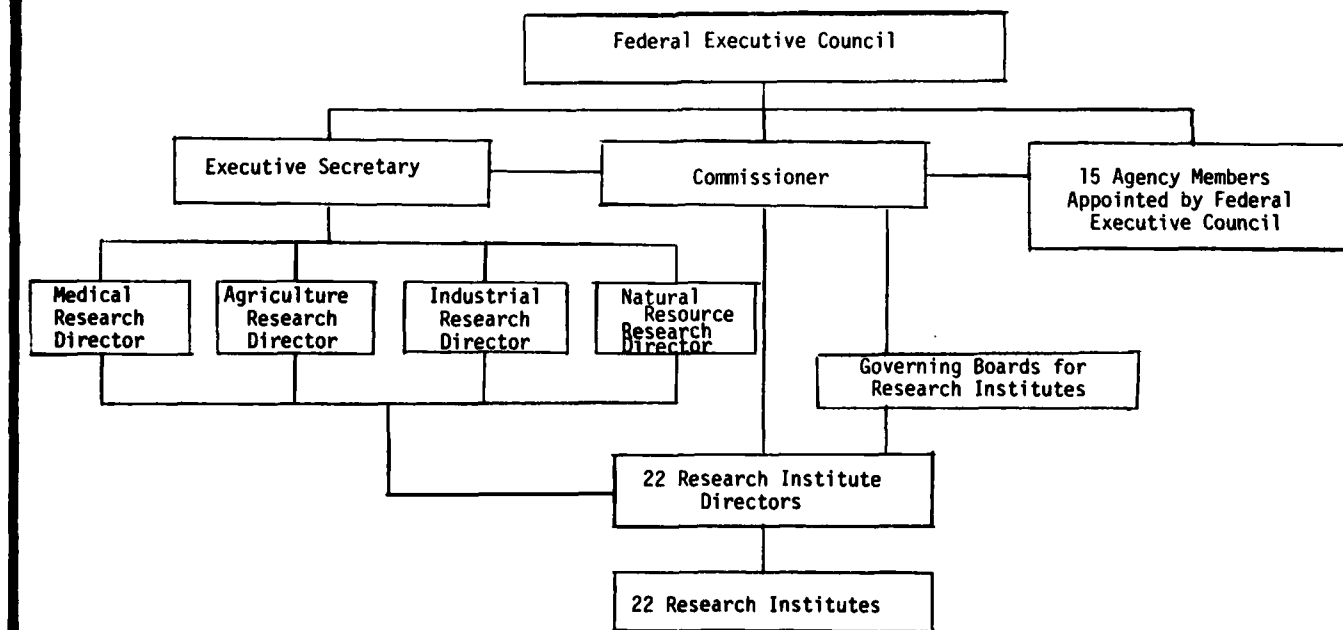 Federal Executive Council
Executive Secretary
Commissioner
15 Agency Members
Appointed by Federal
Executive Council
Medical
Research
Director
Agriculture
Research
Director
Industrial
Research
Director
Natural
Resource
Research
Director
Governing Boards for
Research Institutes
22 Research Institute
Directors
22 Research Institutes